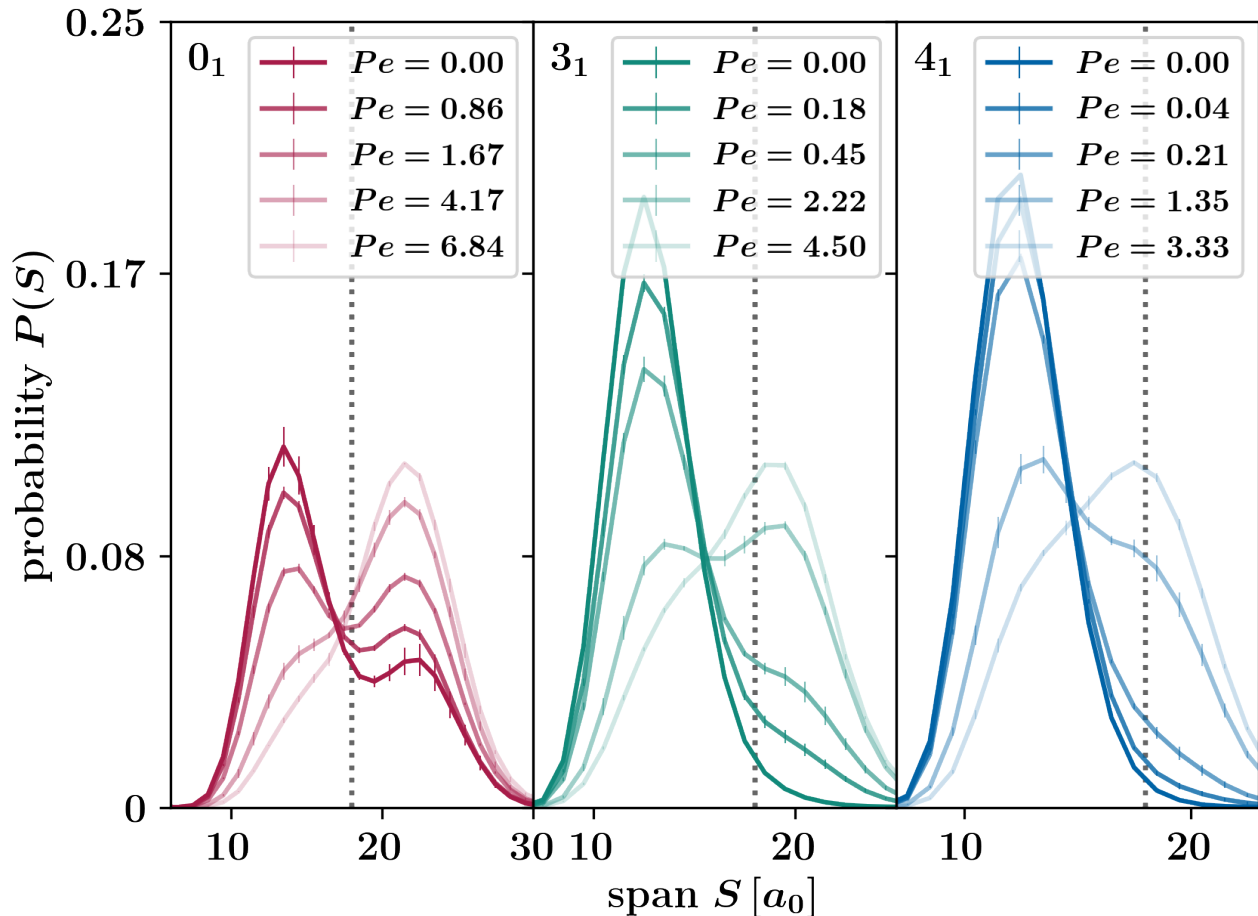 probability P(S)
0.25
0.17
0.08
0
0₁
Pe = 0.00
Pe = 0.86
Pe = 1.67
Pe = 4.17
Pe = 6.84
3₁
Pe = 0.00
Pe = 0.18
Pe = 0.45
Pe = 2.22
Pe = 4.50
4₁
Pe = 0.00
Pe = 0.04
Pe = 0.21
Pe = 1.35
Pe = 3.33
10 20 30 10 20 10 20
span S [a₀]